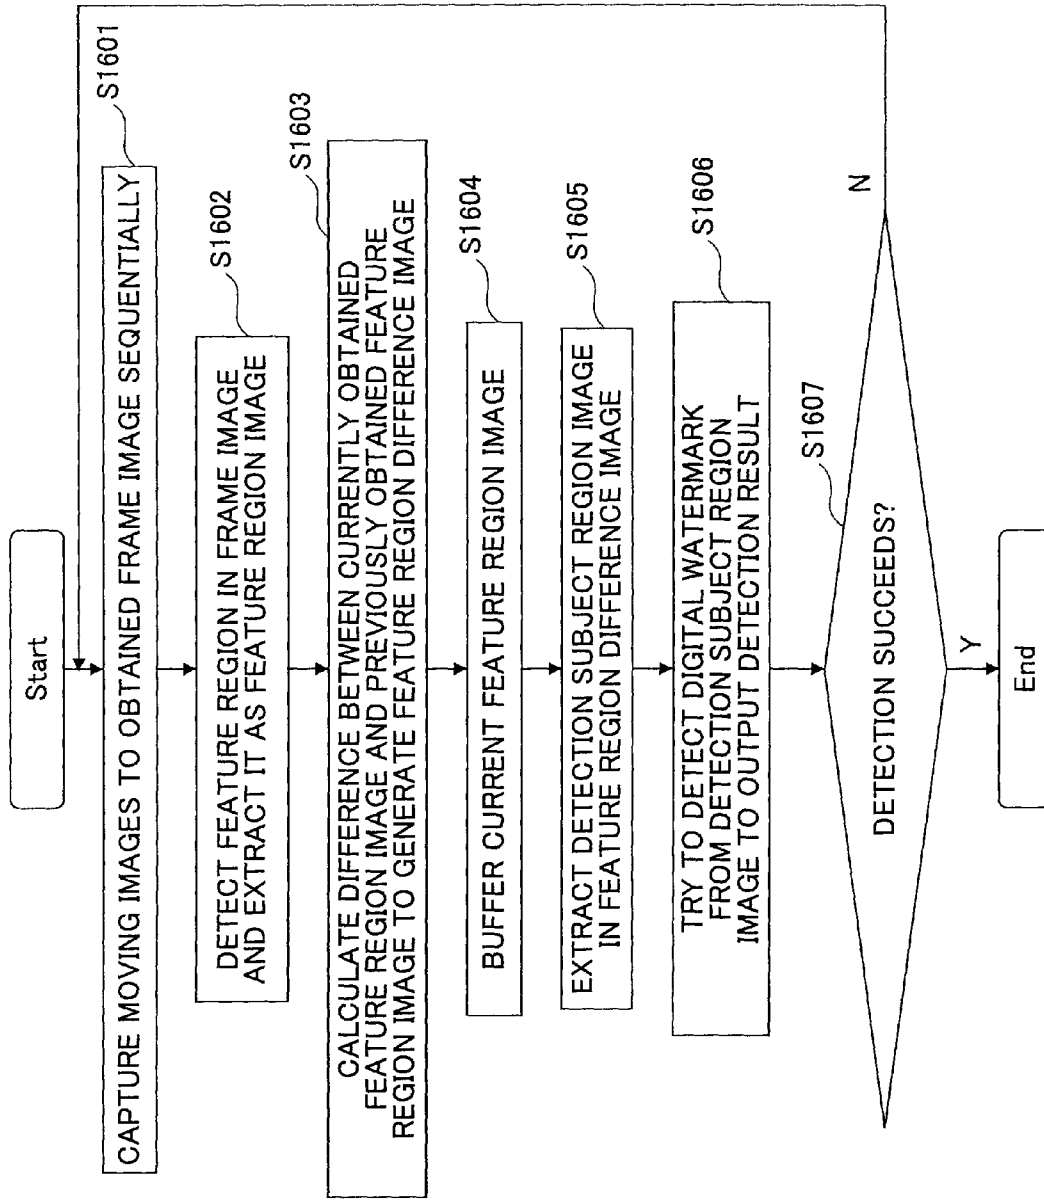 Start
CAPTURE MOVING IMAGES TO OBTAINED FRAME IMAGE SEQUENTIALLY
S1601
DETECT FEATURE REGION IN FRAME IMAGE
AND EXTRACT IT AS FEATURE REGION IMAGE
S1602
CALCULATE DIFFERENCE BETWEEN CURRENTLY OBTAINED
FEATURE REGION IMAGE AND PREVIOUSLY OBTAINED FEATURE
REGION IMAGE TO GENERATE FEATURE REGION DIFFERENCE IMAGE
S1603
BUFFER CURRENT FEATURE REGION IMAGE
S1604
EXTRACT DETECTION SUBJECT REGION IMAGE
IN FEATURE REGION DIFFERENCE IMAGE
S1605
TRY TO DETECT DIGITAL WATERMARK
FROM DETECTION SUBJECT REGION
IMAGE TO OUTPUT DETECTION RESULT
S1606
DETECTION SUCCEEDS?
S1607
N
Y
End